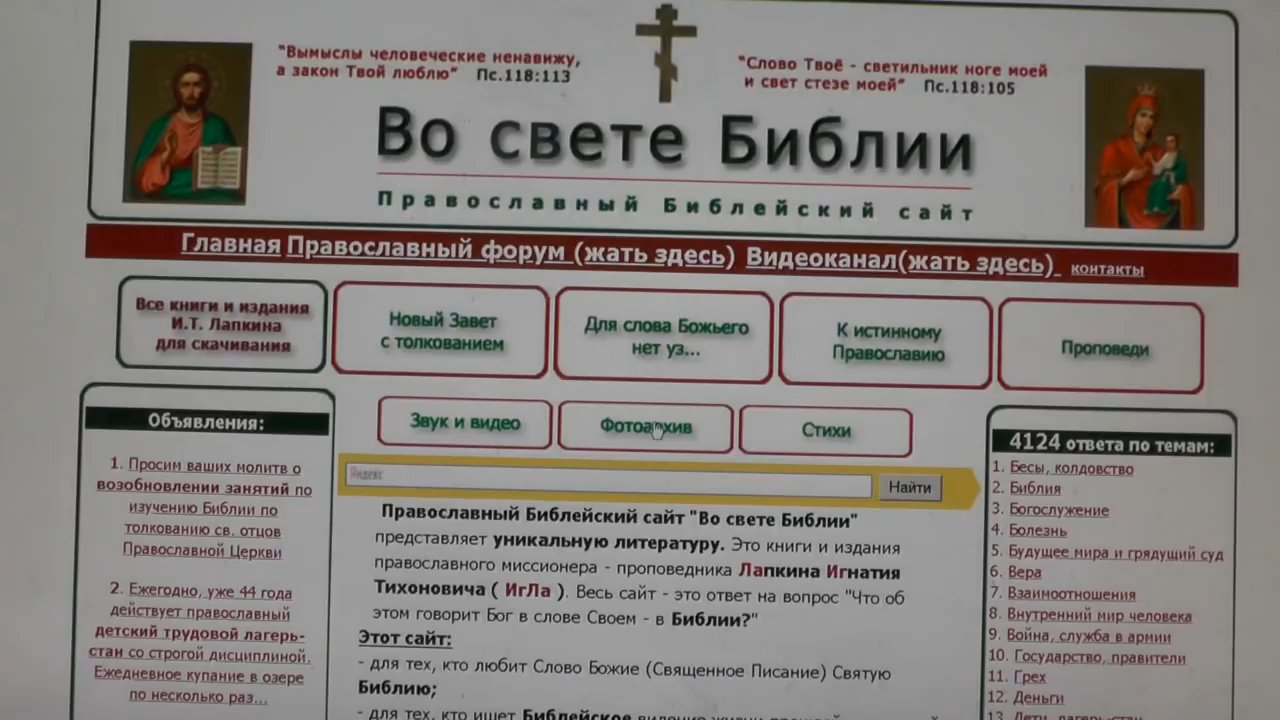 "Вымыслы человеческие ненавижу,
а закон Твой люблю" Пс.118:113
"Слово Твоё - светильник ноге моей
и свет стезе моей" Пс.118:105
Во свете Библии
Православный Библейский сайт
Главная Православный форум (жать здесь) Видеоканал(жать здесь) контакты
Все книги и издания
И.Т. Лапкина
для скачивания
Новый Завет
с толкованием
Для слова Божьего
нет уз...
К истинному
Православию
Проповеди
Звук и видео
Фотоархив
Стихи
Яндекс
Найти
Объявления:
1. Просим ваших молитв о
возобновлении занятий по
изучению Библии по
толкованию св. отцов
Православной Церкви
2. Ежегодно, уже 44 года
действует православный
детский трудовой лагерь-
стан со строгой дисциплиной.
Ежедневное купание в озере
по несколько раз...
Православный Библейский сайт "Во свете Библии"
представляет уникальную литературу. Это книги и издания
православного миссионера - проповедника Лапкина Игнатия
Тихоновича ( ИгЛа ). Весь сайт - это ответ на вопрос "Что об
этом говорит Бог в слове Своем - в Библии?"
Этот сайт:
- для тех, кто любит Слово Божие (Священное Писание) Святую
Библию;
- для тех, кто ищет Библейское
4124 ответа по темам:
1. Бесы, колдовство
2. Библия
3. Богослужение
4. Болезнь
5. Будущее мира и грядущий суд
6. Вера
7. Взаимоотношения
8. Внутренний мир человека
9. Война, служба в армии
10. Государство, правители
11. Грех
12. Деньги
13. Дети, лагерь-стан